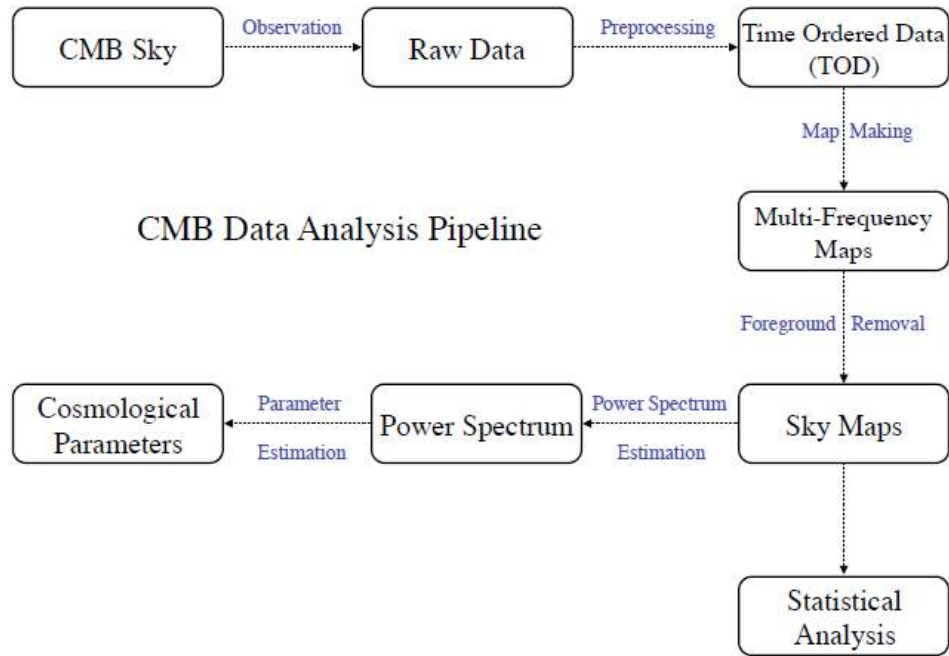 CMB Sky
Observation
Raw Data
Preprocessing
Time Ordered Data
(TOD)
Map Making
CMB Data Analysis Pipeline
Multi-Frequency
Maps
Foreground Removal
Cosmological
Parameters
Parameter
Estimation
Power Spectrum
Power Spectrum
Estimation
Sky Maps
Statistical
Analysis